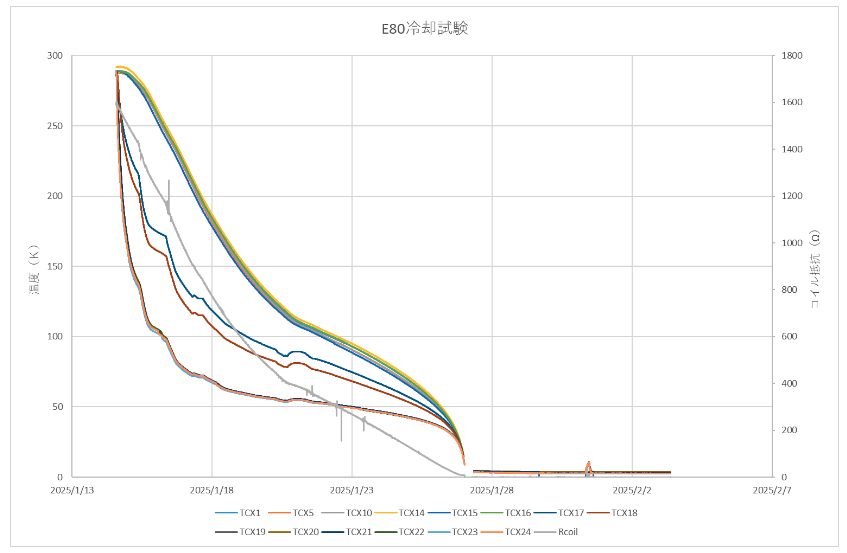 E80冷却試験
300
250
200
150
100
50
0
温度（K）
1800
1600
1400
1200
1000
800
600
400
200
0
コイル抵抗（Ω）
2025/1/13 2025/1/18 2025/1/23 2025/1/28 2025/2/2 2025/2/7
TCX1 TCX5 TCX10 TCX14 TCX15 TCX16 TCX17 TCX18
TCX19 TCX20 TCX21 TCX22 TCX23 TCX24 Rcoil